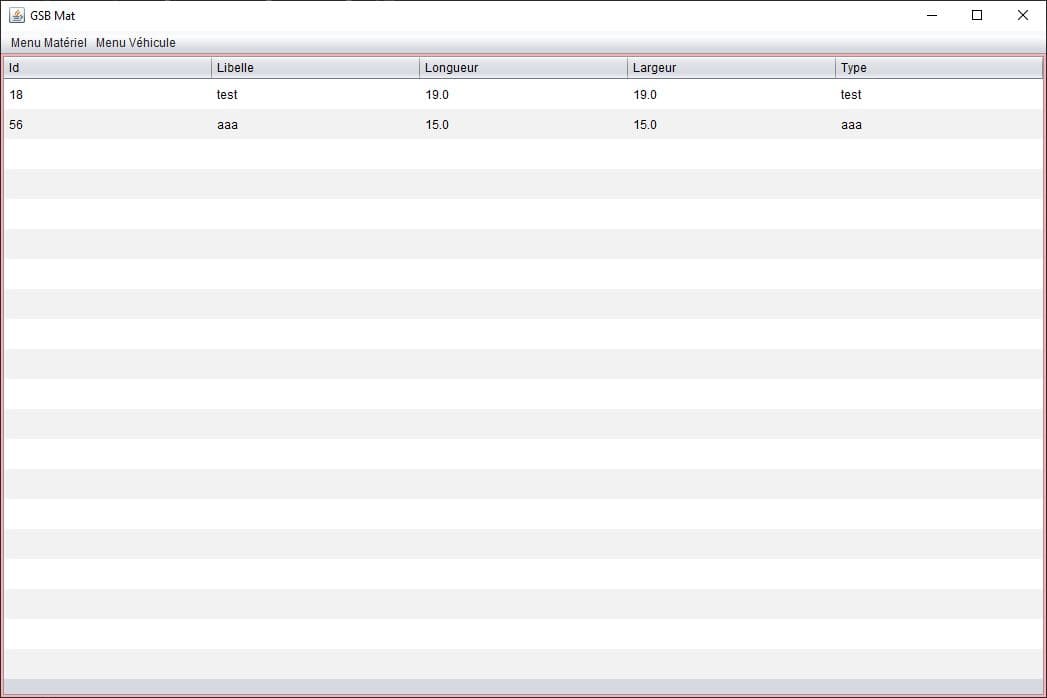 GSB Mat
Menu Matériel Menu Véhicule
Id Libelle Longueur Largeur Type
18 test 19.0 19.0 test
56 aaa 15.0 15.0 aaa